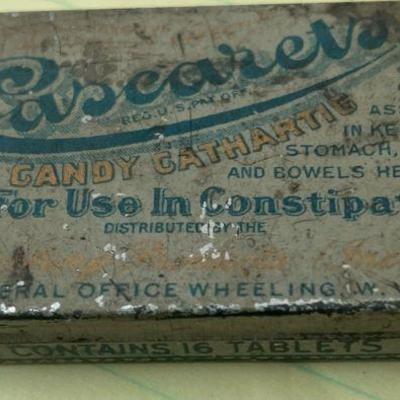 Cascarets
REG.U.S.PAT.OFF.
CANDY CATHARTIC
AS
IN KE
STOMACH,
AND BOWELS HE
For Use In Constipat
DISTRIBUTED BY THE
ERAL OFFICE WHEELING, W. V
CONTAINS 16 TABLETS